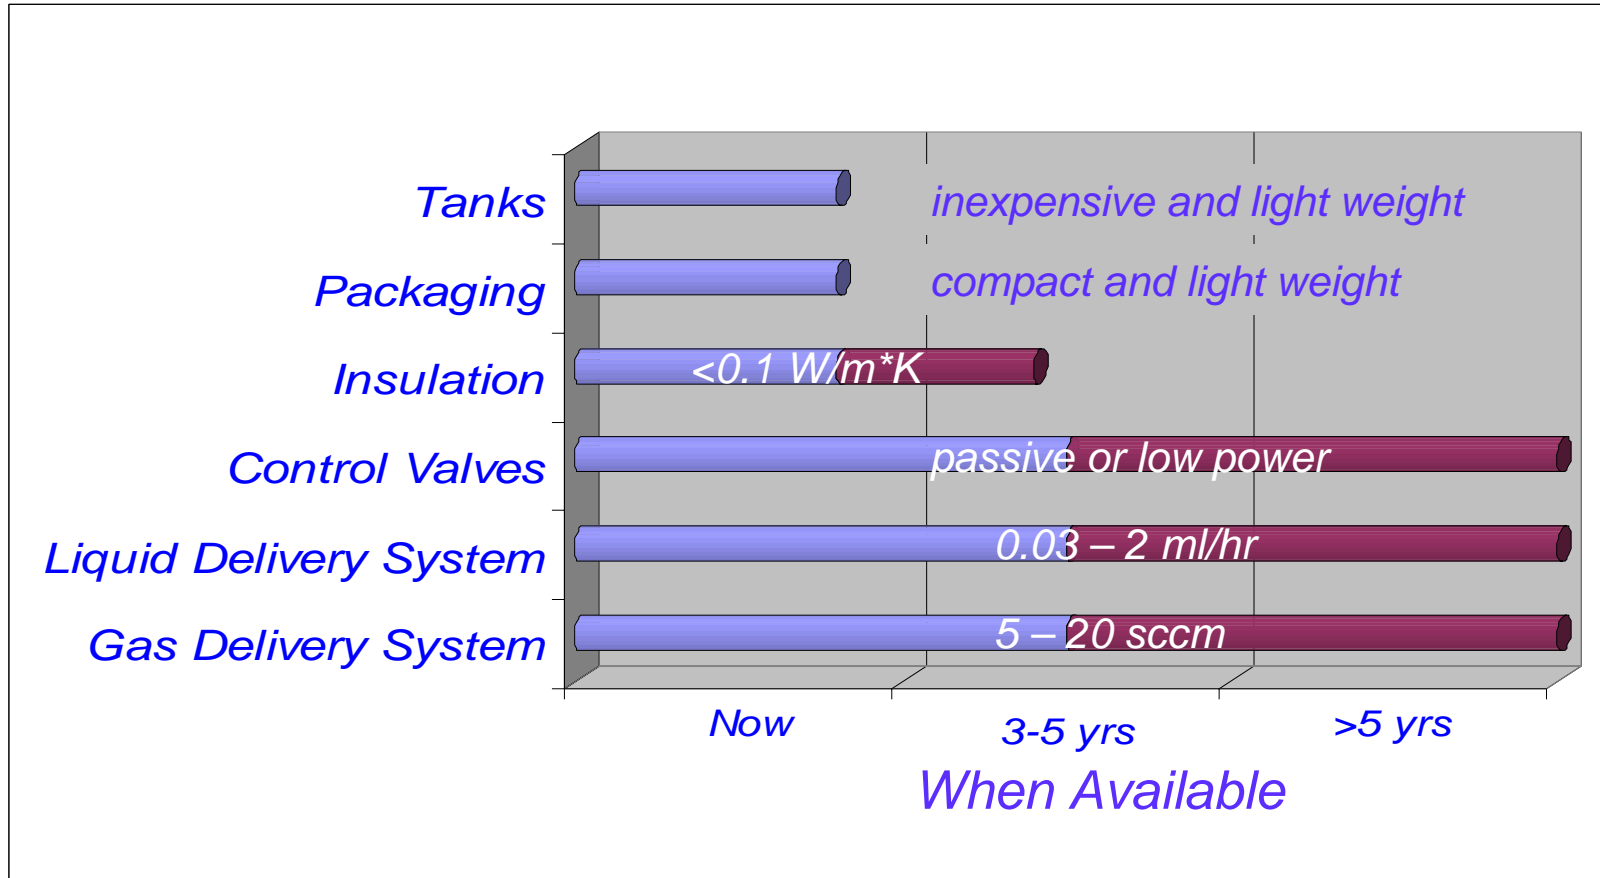 Tanks
inexpensive and light weight
Packaging
compact and light weight
Insulation
<0.1 W/m*K
Control Valves
passive or low power
Liquid Delivery System
0.03 – 2 ml/hr
Gas Delivery System
5 – 20 sccm
Now
3-5 yrs
>5 yrs
When Available